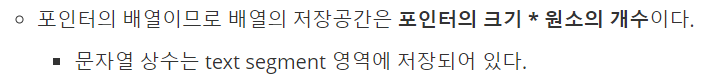 포인터의 배열이므로 배열의 저장공간은 포인터의 크기 * 원소의 개수이다.
문자열 상수는 text segment 영역에 저장되어 있다.